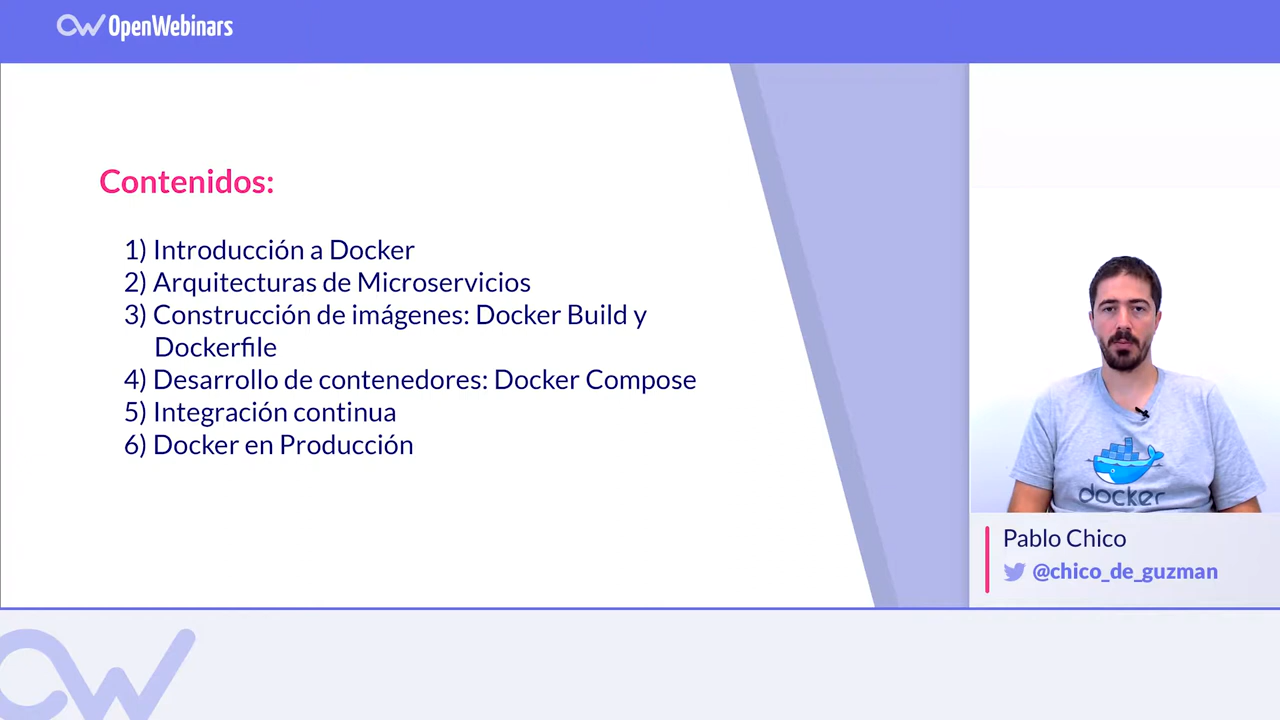 OpenWebinars
Contenidos:
1) Introducción a Docker
2) Arquitecturas de Microservicios
3) Construcción de imágenes: Docker Build y
Dockerfile
4) Desarrollo de contenedores: Docker Compose
5) Integración continua
6) Docker en Producción
docker
Pablo Chico
@chico_de_guzman